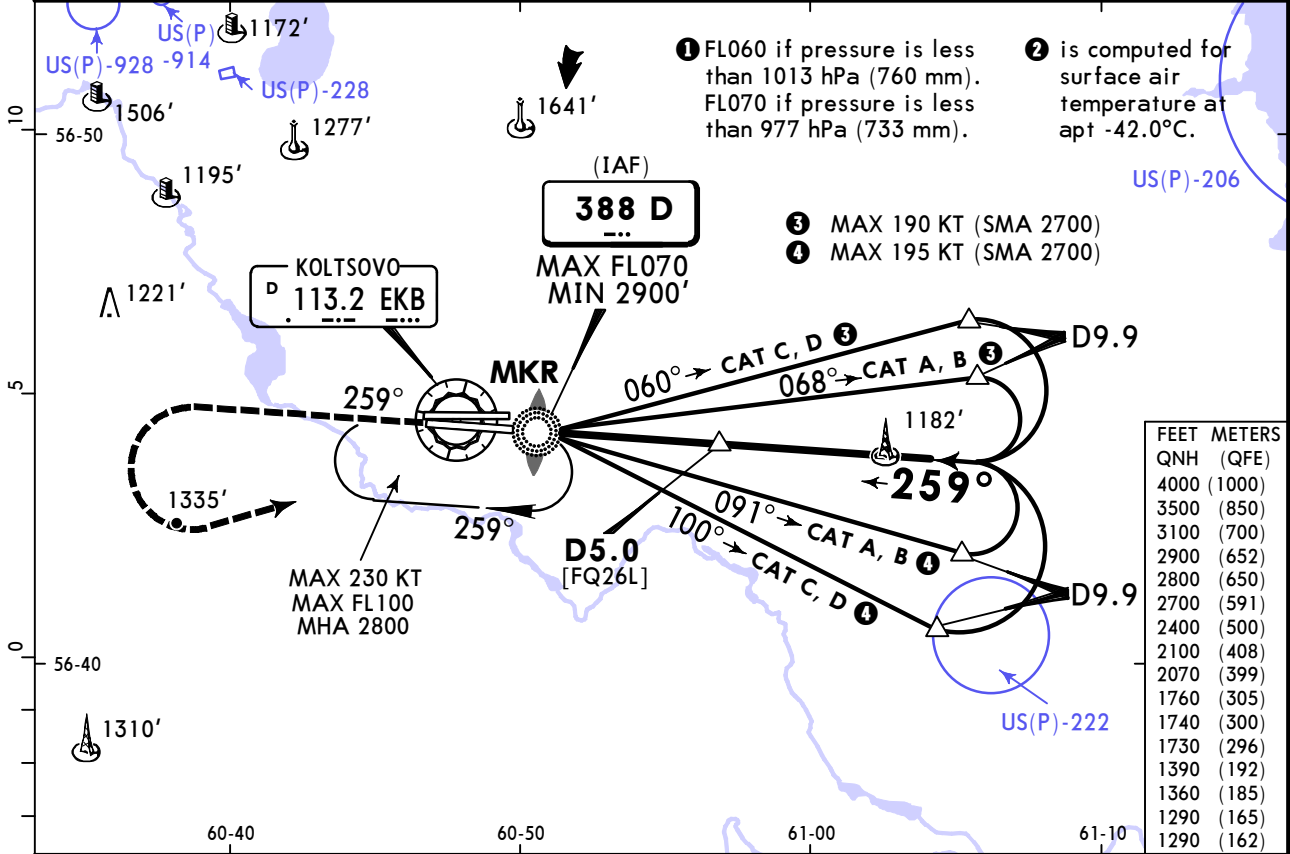 1172'
US(P)
-914
US(P)-928
US(P)-228
1506'
1277'
1641'
1195'
1221'
10
56-50
❶ FL060 if pressure is less
than 1013 hPa (760 mm).
FL070 if pressure is less
than 977 hPa (733 mm).
❷ is computed for
surface air
temperature at
apt -42.0°C.
US(P)-206
(IAF)
388 D
MAX FL070
MIN 2900'
❸ MAX 190 KT (SMA 2700)
❹ MAX 195 KT (SMA 2700)
KOLTSOVO
D 113.2 EKB
MKR
5
259°
060° → CAT C, D ❸
068° → CAT A, B ❸
D9.9
1182'
←259°
1335'
259°
091° → CAT A, B ❹
100° → CAT C, D ❹
D5.0
[FQ26L]
D9.9
MAX 230 KT
MAX FL100
MHA 2800
US(P)-222
0
56-40
1310'
60-40
60-50
61-00
61-10
FEET METERS
QNH (QFE)
4000 (1000)
3500 (850)
3100 (700)
2900 (652)
2800 (650)
2700 (591)
2400 (500)
2100 (408)
2070 (399)
1760 (305)
1740 (300)
1730 (296)
1390 (192)
1360 (185)
1290 (165)
1290 (162)